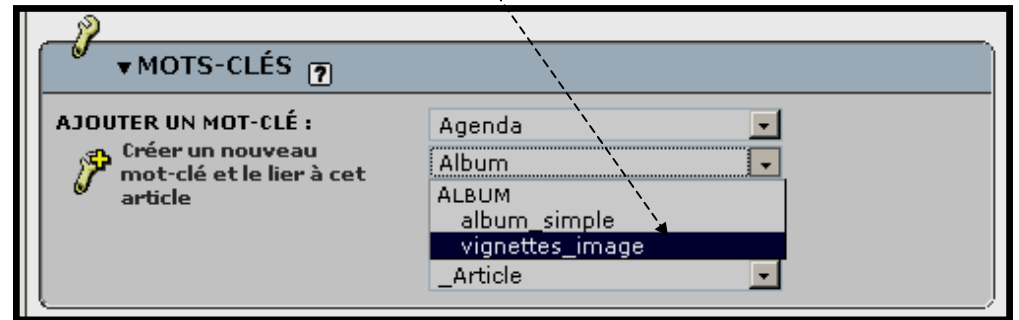 ▼MOTS-CLÉS ?
AJOUTER UN MOT-CLÉ :
Agenda
Créer un nouveau
mot-clé et le lier à cet
article
Album
ALBUM
album_simple
vignettes_image
_Article